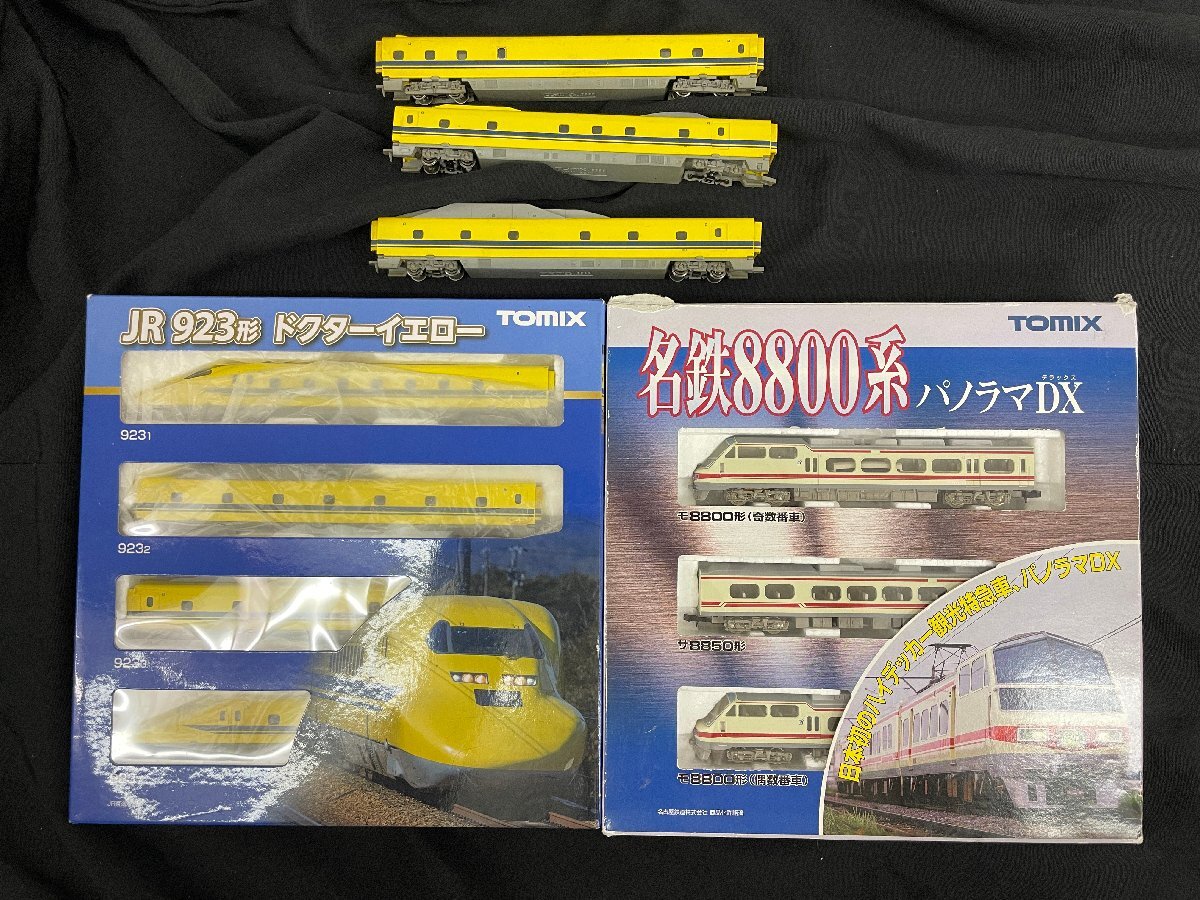 JR 923形 ドクターイエロー
TOMIX
923₁
923₂
923₃
名鉄8800系
TOMIX
デラックス
パノラマDX
モ8800形(奇数番車)
サ8850形
モ8800形(偶数番車)
日本初のハイデッカー観光特急車、パノラマDX